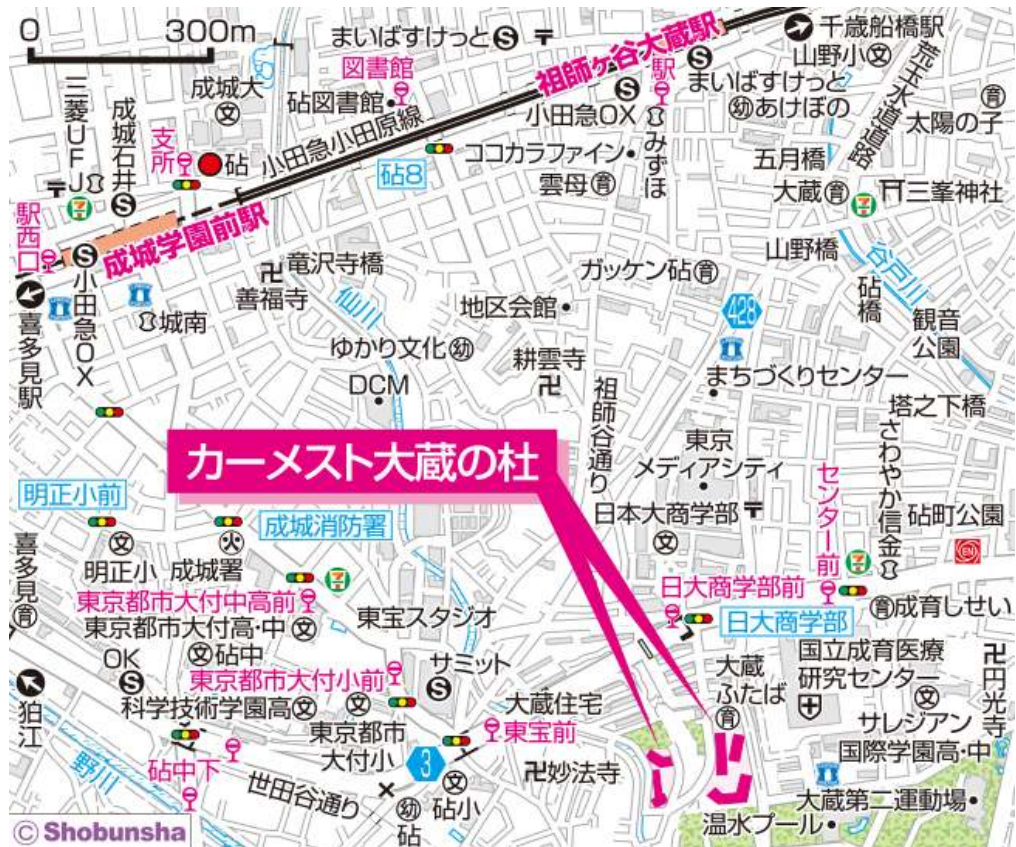 0 300m
まいばすけっと
千歳船橋駅
山野小
成城大
図書館
砧図書館
祖師ヶ谷大蔵駅
駅
まいばすけっと
あけぼの
荒玉水道道路
太陽の子
三菱UFJ
成城石井
支所
砧
小田急小田原線
小田急OX
みずほ
砧8
ココカラファイン
雲母
五月橋
大蔵
三峯神社
駅西口
成城学園前駅
竜沢寺橋
善福寺
仙川
ガッケン砧
山野橋
谷戸川
砧橋
観音
公園
小田急OX
城南
喜多見駅
地区会館
428
ゆかり文化
耕雲寺
DCM
祖師谷通り
まちづくりセンター
塔之下橋
カーメスト大蔵の杜
東京
メディアシティ
さわやか信金
センター前
明正小前
成城消防署
日本大商学部
砧町公園
喜多見
明正小
成城署
東京都市大付中高前
東京都市大付高・中
東宝スタジオ
日大商学部前
日大商学部
成育しせい
OK
砧中
東京都市大付小前
サミット
大蔵
ふたば
国立成育医療
研究センター
円光寺
狛江
科学技術学園高
東京都市
大付小
大蔵住宅
東宝前
サレジアン
国際学園高・中
野川
砧中下
世田谷通り
3
砧小
砧
妙法寺
大蔵第二運動場
温水プール
© Shobunsha